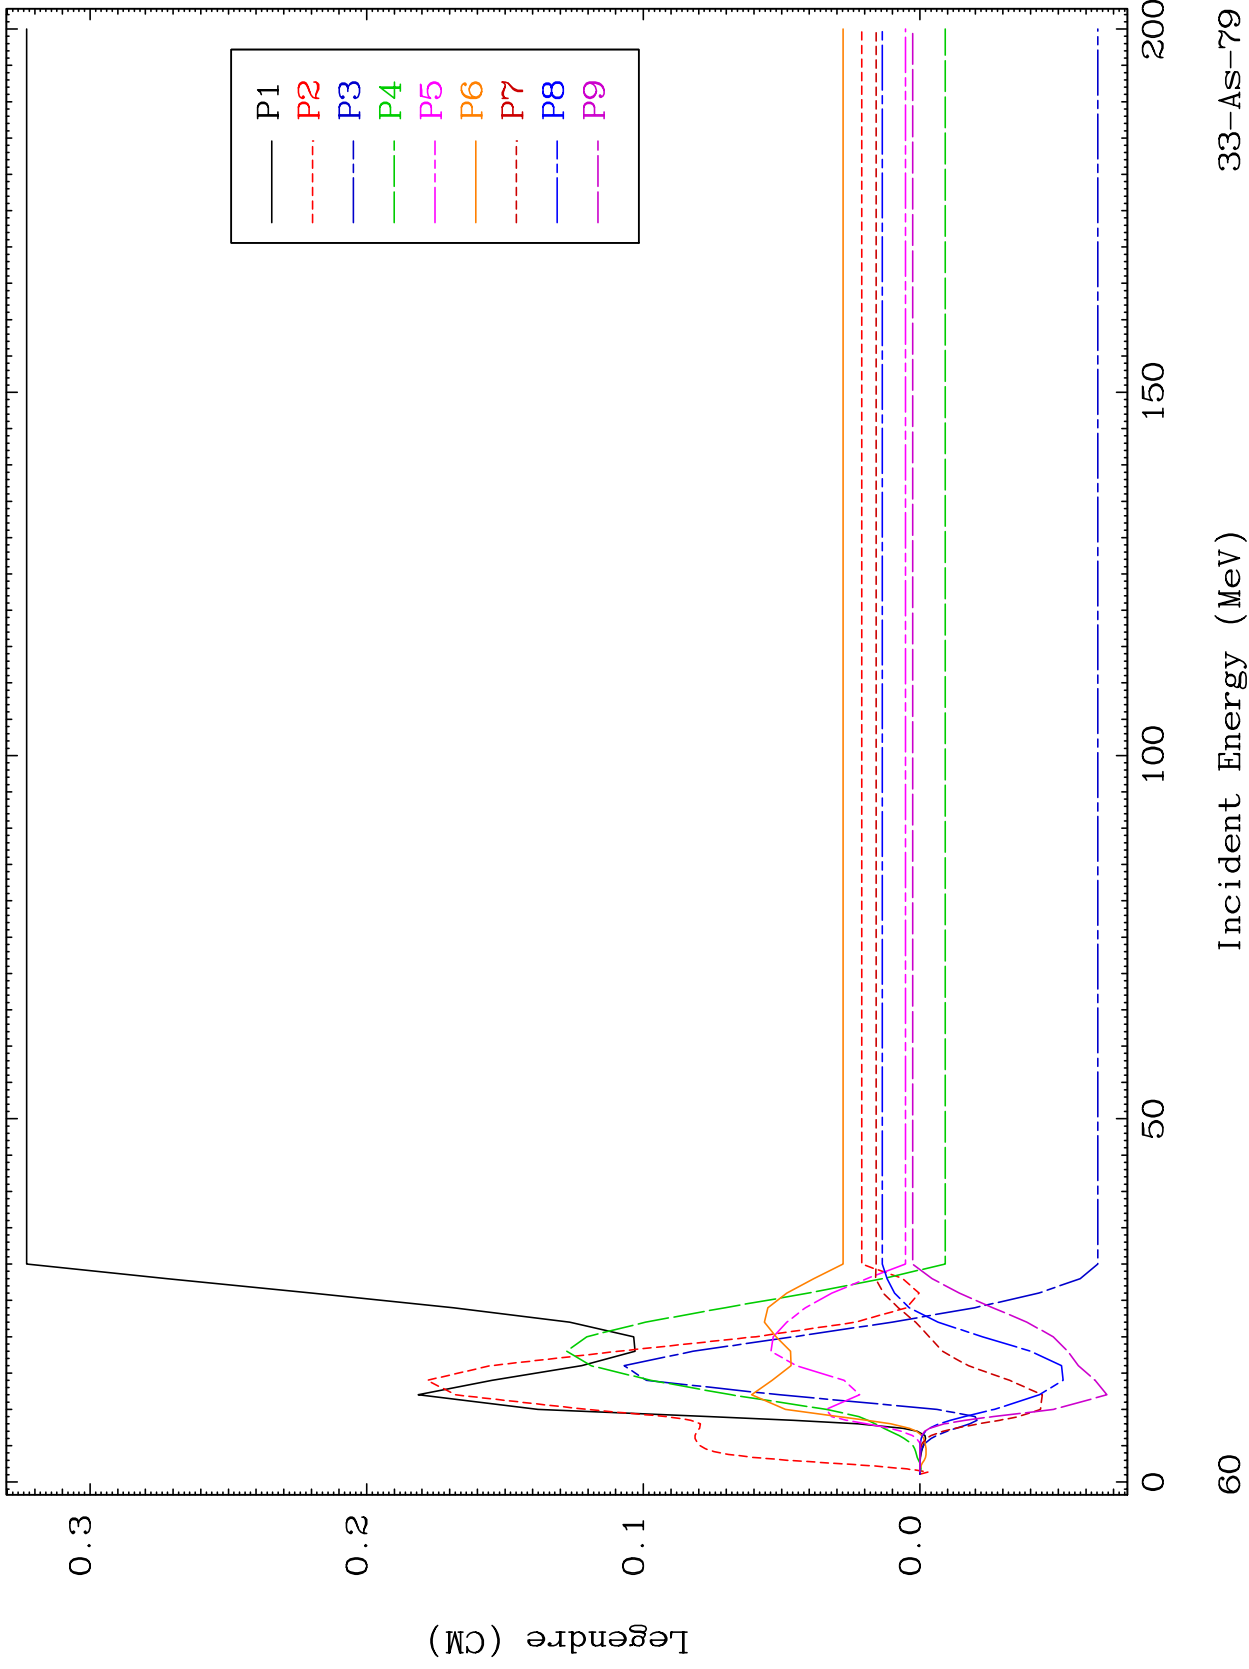 P1
P2
P3
P4
P5
P6
P7
P8
P9
0.3
0.2
0.1
0.0
Legendre (CM)
0
50
100
150
200
Incident Energy (MeV)
60
33-As-79